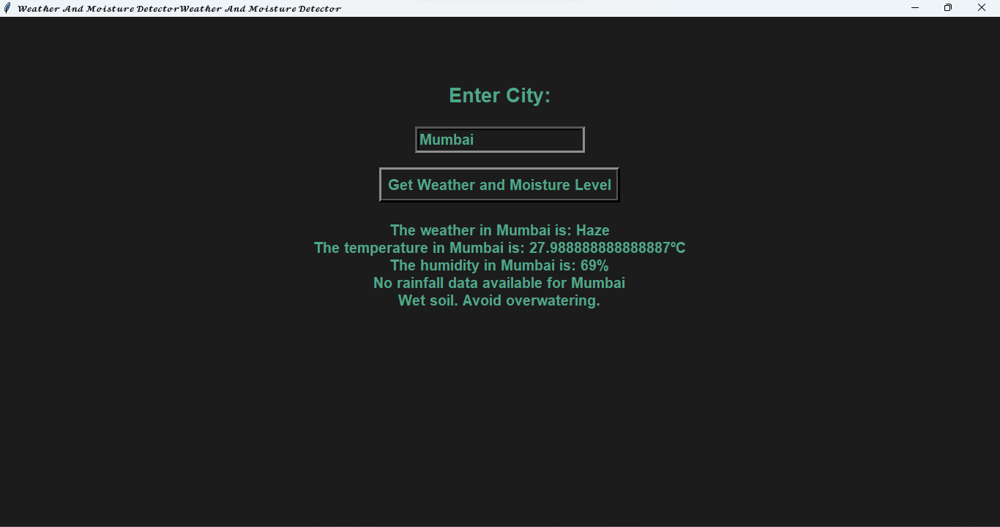 Weather And Moisture DetectorWeather And Moisture Detector
Enter City:
Mumbai
Get Weather and Moisture Level
The weather in Mumbai is: Haze
The temperature in Mumbai is: 27.988888888888887°C
The humidity in Mumbai is: 69%
No rainfall data available for Mumbai
Wet soil. Avoid overwatering.